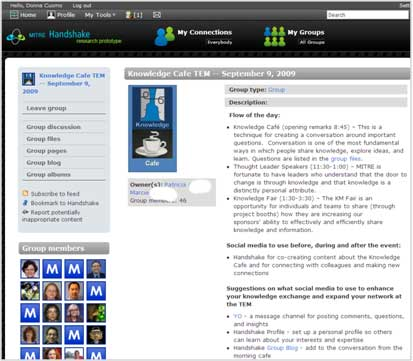 Hello, Donna Cuomo Log out Sett
Home Profile My Tools [1] Search
MITRE Handshake
research prototype
My Connections
Everybody
My Groups
All Groups
Knowledge Cafe TEM
-- September 9,
2009
Leave group
Group discussion
Group files
Group pages
Group blog
Group albums
Subscribe to feed
Bookmark to Handshake
Report potentially
inappropriate content
Group members
M
M
M
M
M
M
Knowledge Cafe TEM -- September 9, 2009
Knowledge
Cafe
Owner(s): Patricia
Marcie
Group members: 46
Group type: Group
Description:
Flow of the day:
• Knowledge Café (opening remarks 8:45) – This is a
technique for creating a conversation around important
questions. Conversation is one of the most fundamental
ways in which people share knowledge, explore ideas, and
learn. Questions are listed in the group files.
• Thought Leader Speakers (11:30-1:00) – MITRE is
fortunate to have leaders who understand that the door to
change is through knowledge and that knowledge is a
distinctly personal attribute.
• Knowledge Fair (1:30-3:30) – The KM Fair is an
opportunity for individuals and teams to share (through
project booths) how they are increasing our
sponsors' ability to effectively and efficiently share
knowledge and information.
Social media to use before, during and after the event:
• Handshake for co-creating content about the Knowledge
Cafe and for connecting with colleagues and making new
connections
Suggestions on what social media to use to enhance
your knowledge exchange and expand your network at
the TEM
• YO - a message channel for posting comments, questions,
and insights
• Handshake Profile - set up a personal profile so others
can learn about your interests and expertise
• Handshake Group Blog - add to the conversation from the
morning cafe